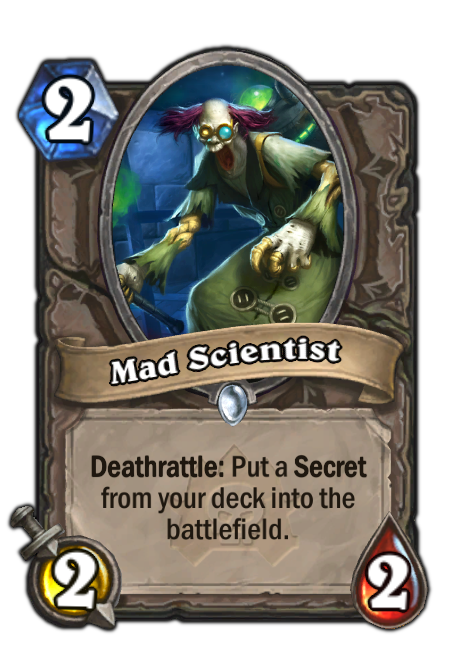 2
Mad Scientist
Deathrattle: Put a Secret
from your deck into the
battlefield.
2 2